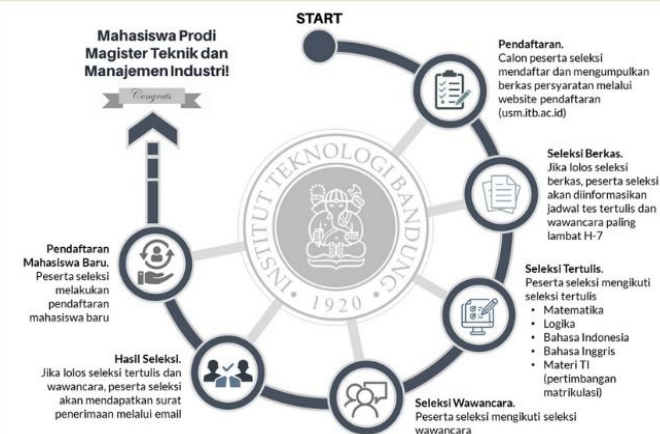 START
Pendaftaran.
Calon peserta seleksi
mendaftar dan mengumpulkan
berkas persyaratan melalui
website pendaftaran
(usm.itb.ac.id)
Seleksi Berkas.
Jika lolos seleksi
berkas, peserta seleksi
akan diinformasikan
jadwal tes tertulis dan
wawancara paling
lambat H-7
Seleksi Tertulis.
Peserta seleksi mengikuti
seleksi tertulis
• Matematika
• Logika
• Bahasa Indonesia
• Bahasa Inggris
• Materi TI
(pertimbangan
matrikulasi)
Seleksi Wawancara.
Peserta seleksi mengikuti seleksi
wawancara
Hasil Seleksi.
Jika lolos seleksi tertulis dan
wawancara, peserta seleksi
akan mendapatkan surat
penerimaan melalui email
Pendaftaran
Mahasiswa Baru.
Peserta seleksi
melakukan
pendaftaran
mahasiswa baru
Mahasiswa Prodi
Magister Teknik dan
Manajemen Industri!
Congrats
INSTITUT TEKNOLOGI BANDUNG
1920